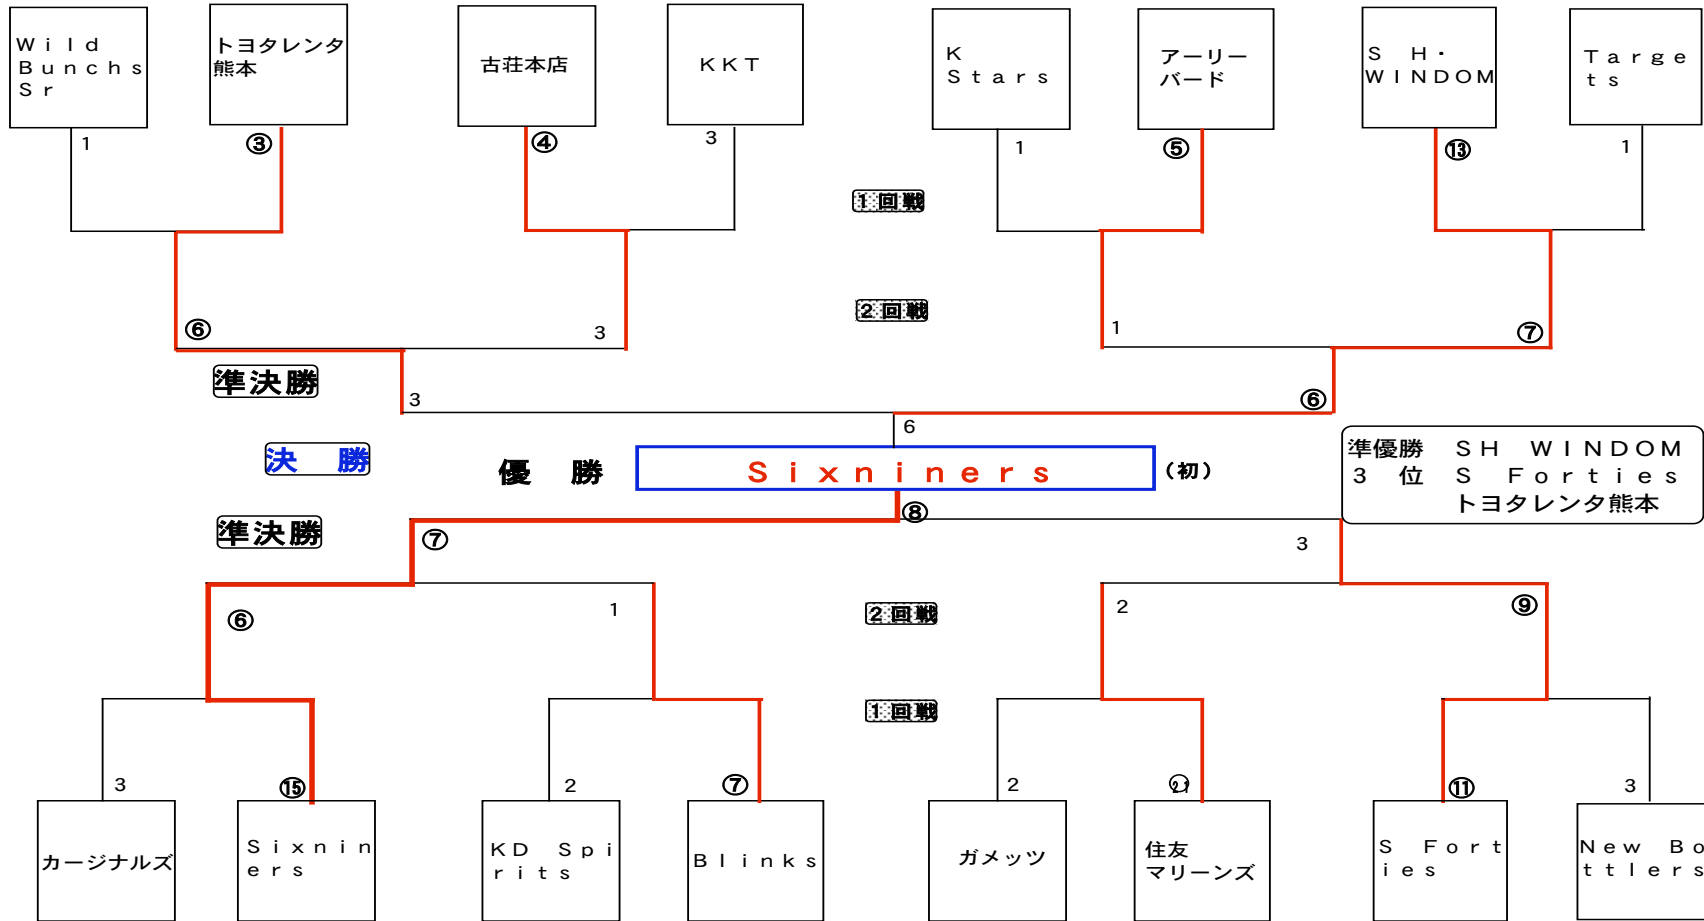 Wild
Bunchs
Sr
トヨタレンタ
熊本
古荘本店
KKT
K
Stars
アーリー
バード
S H・
WINDOM
Targe
ts
1
③
④
3
1
⑤
⑬
1
1回戦
2回戦
⑥
3
1
⑦
準決勝
3
⑥
6
決 勝
優 勝
Sixniners
(初)
準優勝 SH WINDOM
3 位 S Forties
トヨタレンタ熊本
準決勝
⑧
⑦
3
⑥
1
2回戦
2
⑨
1回戦
3
⑮
2
⑦
2
㉑
⑪
3
カージナルズ
Sixnin
ers
KD Spi
rits
Blinks
ガメッツ
住友
マリーンズ
S Fort
ies
New Bo
ttlers